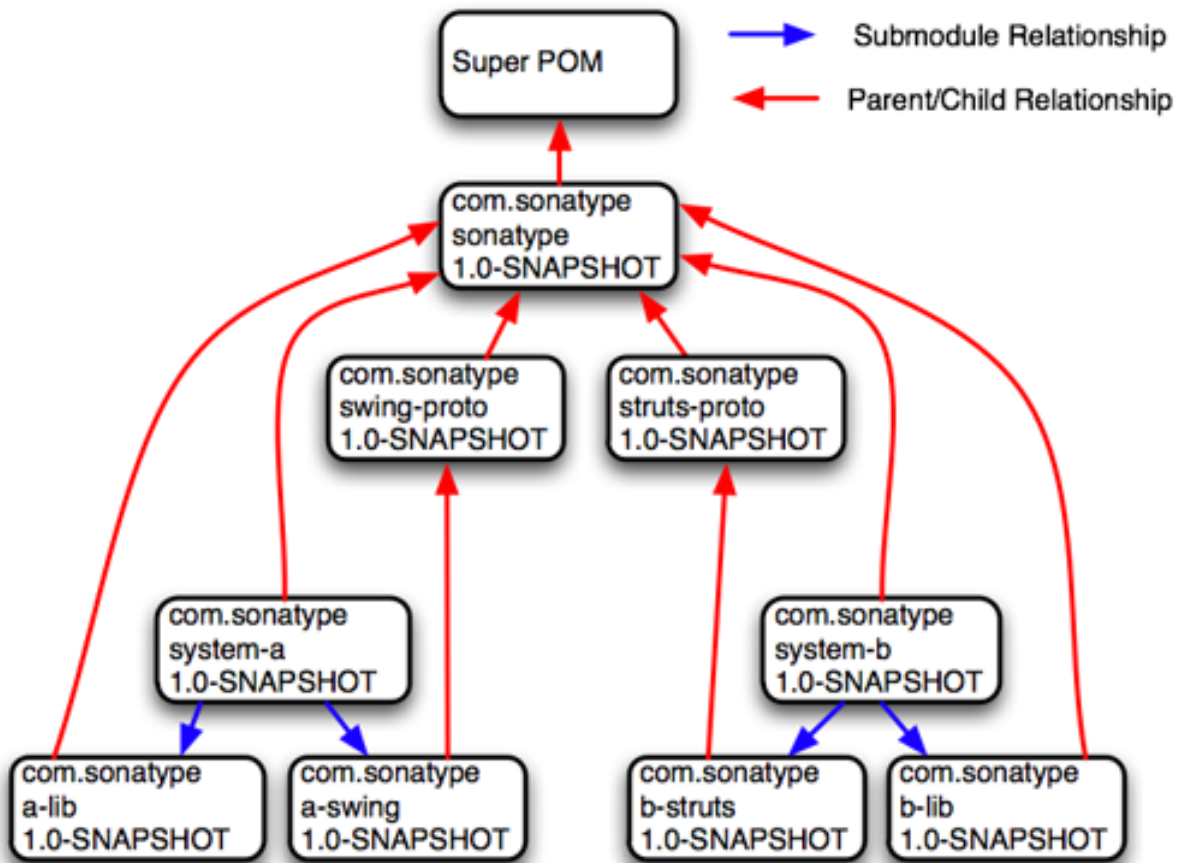 Super POM
Submodule Relationship
Parent/Child Relationship
com.sonatype
sonatype
1.0-SNAPSHOT
com.sonatype
swing-proto
1.0-SNAPSHOT
com.sonatype
struts-proto
1.0-SNAPSHOT
com.sonatype
system-a
1.0-SNAPSHOT
com.sonatype
system-b
1.0-SNAPSHOT
com.sonatype
a-lib
1.0-SNAPSHOT
com.sonatype
a-swing
1.0-SNAPSHOT
com.sonatype
b-struts
1.0-SNAPSHOT
com.sonatype
b-lib
1.0-SNAPSHOT